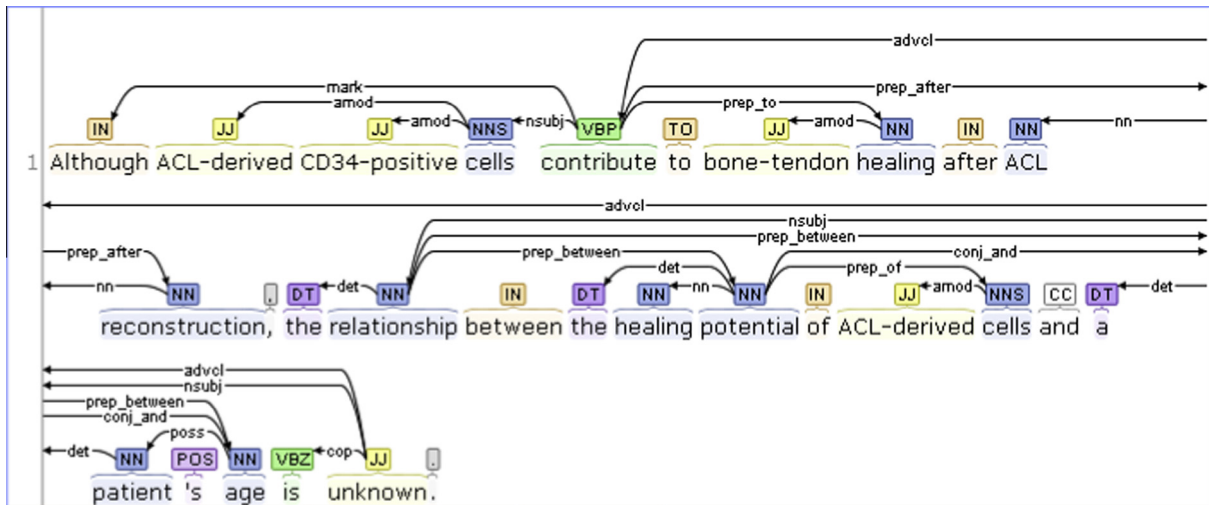 advcl
mark prep_after
amod prep_to
IN JJ JJ amod NNS nsubj VBP TO JJ amod NN IN NN nn
1 Although ACL-derived CD34-positive cells contribute to bone-tendon healing after ACL
advcl
nsubj
prep_between
prep_after prep_between conj_and
det prep_of
nn NN , DT det NN IN DT NN nn NN IN JJ amod NNS CC DT det
reconstruction, the relationship between the healing potential of ACL-derived cells and a
advcl
nsubj
prep_between
conj_and
poss
det NN POS NN VBZ cop JJ .
patient 's age is unknown.